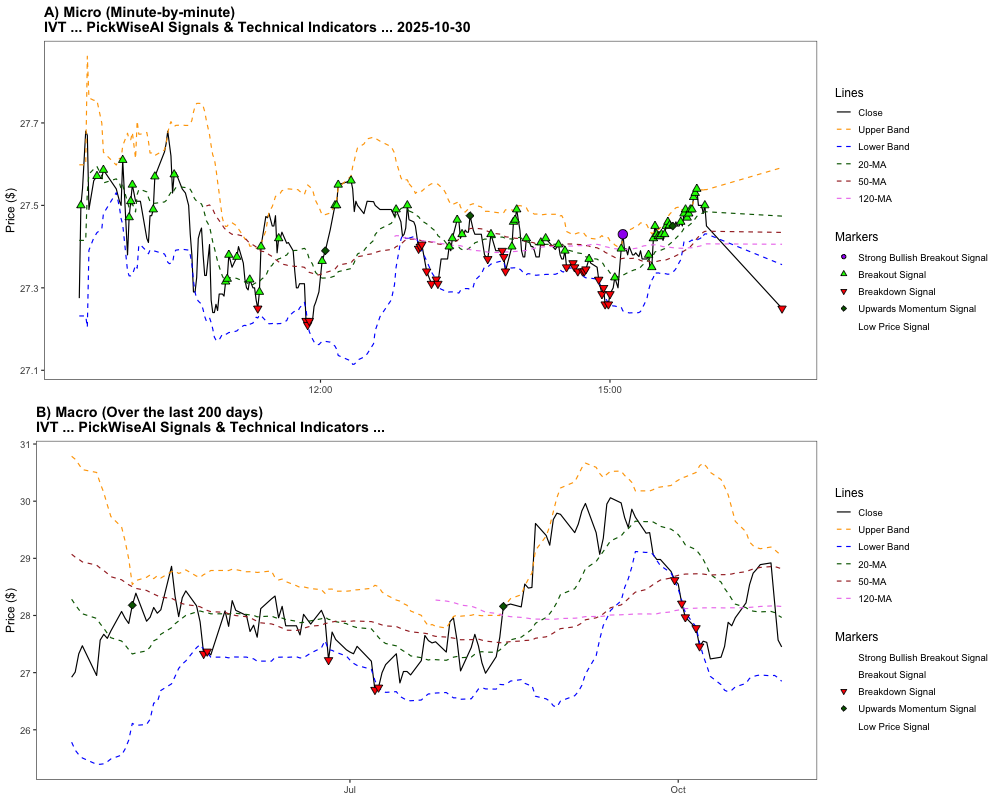 A) Micro (Minute-by-minute)
IVT ... PickWiseAI Signals & Technical Indicators ... 2025-10-30
Price ($)
27.7
27.5
27.3
27.1
12:00
15:00
Lines
Close
Upper Band
Lower Band
20-MA
50-MA
120-MA
Markers
Strong Bullish Breakout Signal
Breakout Signal
Breakdown Signal
Upwards Momentum Signal
Low Price Signal
B) Macro (Over the last 200 days)
IVT ... PickWiseAI Signals & Technical Indicators ...
Price ($)
31
30
29
28
27
26
Jul
Oct
Lines
Close
Upper Band
Lower Band
20-MA
50-MA
120-MA
Markers
Strong Bullish Breakout Signal
Breakout Signal
Breakdown Signal
Upwards Momentum Signal
Low Price Signal